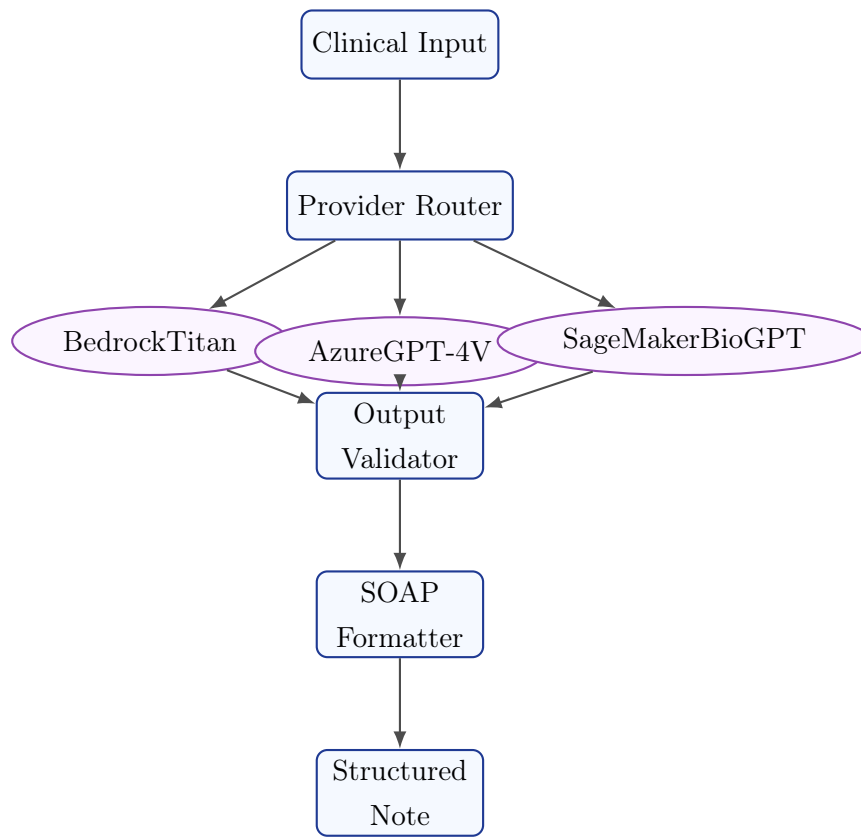 Clinical Input
Provider Router
BedrockTitan
AzureGPT-4V
SageMakerBioGPT
Output
Validator
SOAP
Formatter
Structured
Note